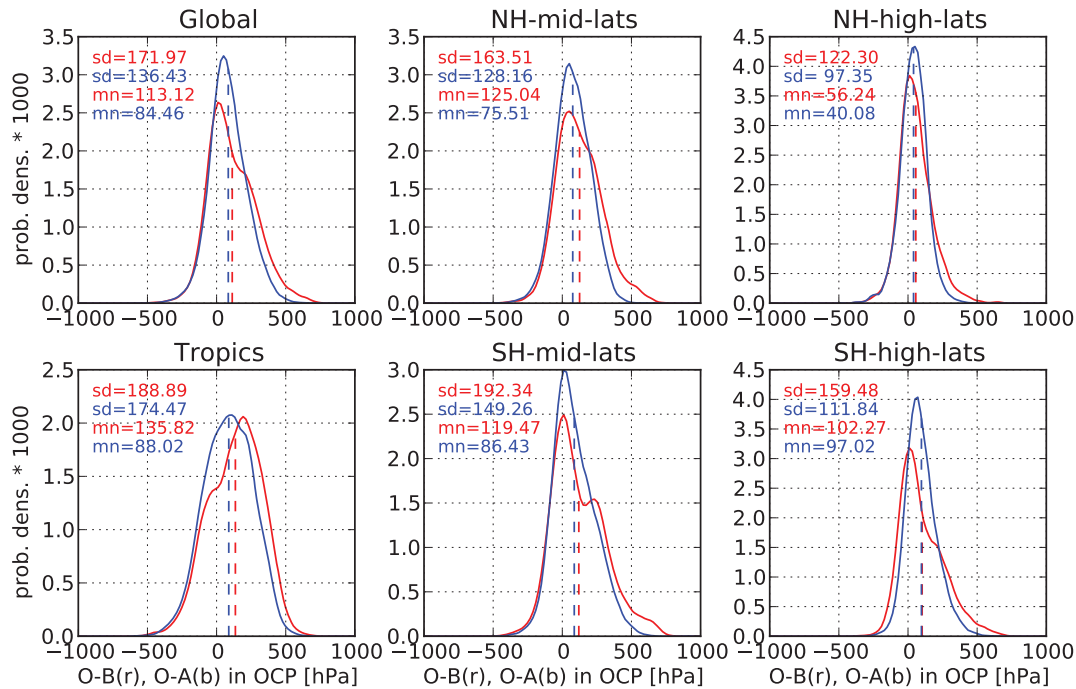 Global
NH-mid-lats
NH-high-lats
prob. dens. * 1000
3.5
3.0
2.5
2.0
1.5
1.0
0.5
0.0
sd=171.97
sd=136.43
mn=113.12
mn=84.46
−1000 −500 0 500 1000
3.5
3.0
2.5
2.0
1.5
1.0
0.5
0.0
sd=163.51
sd=128.16
mn=125.04
mn=75.51
−1000 −500 0 500 1000
4.5
4.0
3.5
3.0
2.5
2.0
1.5
1.0
0.5
0.0
sd=122.30
sd= 97.35
mn=56.24
mn=40.08
−1000 −500 0 500 1000
Tropics
SH-mid-lats
SH-high-lats
prob. dens. * 1000
2.5
2.0
1.5
1.0
0.5
0.0
sd=188.89
sd=174.47
mn=135.82
mn=88.02
−1000 −500 0 500 1000
O-B(r), O-A(b) in OCP [hPa]
3.0
2.5
2.0
1.5
1.0
0.5
0.0
sd=192.34
sd=149.26
mn=119.47
mn=86.43
−1000 −500 0 500 1000
O-B(r), O-A(b) in OCP [hPa]
4.5
4.0
3.5
3.0
2.5
2.0
1.5
1.0
0.5
0.0
sd=159.48
sd=111.84
mn=102.27
mn=97.02
−1000 −500 0 500 1000
O-B(r), O-A(b) in OCP [hPa]